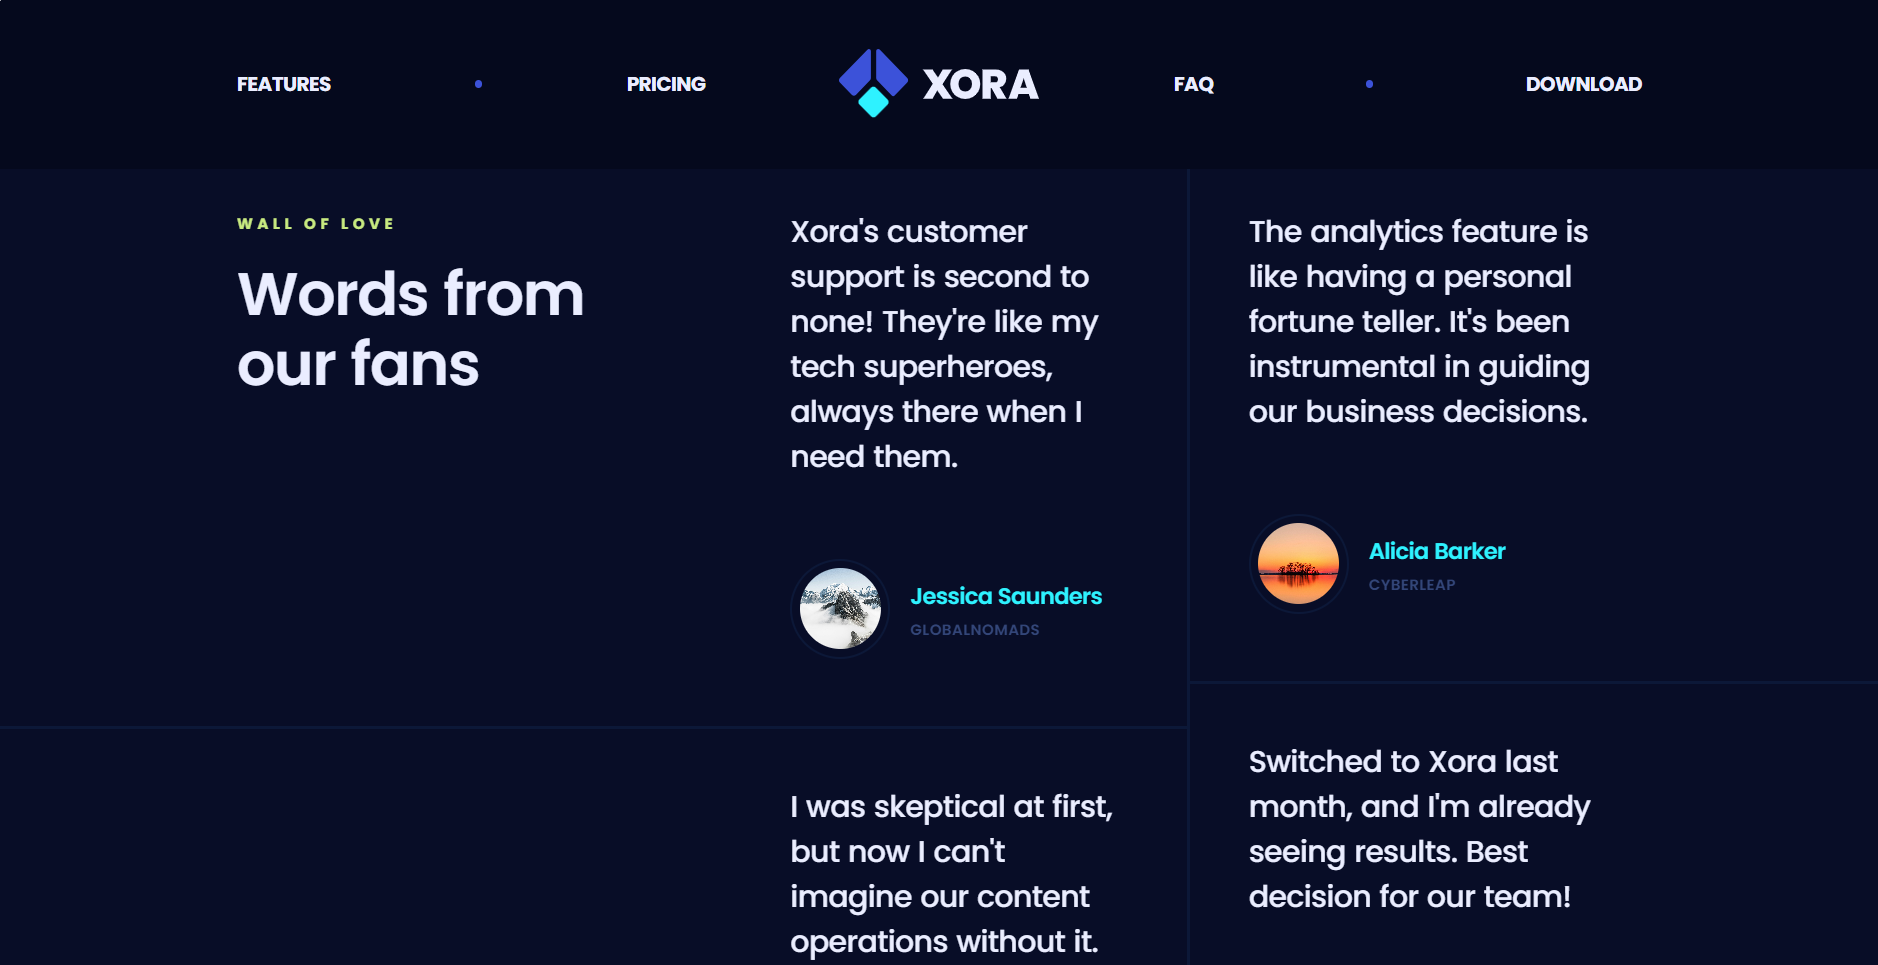 FEATURES
PRICING
XORA
FAQ
DOWNLOAD
WALL OF LOVE
Words from
our fans
Xora's customer
support is second to
none! They're like my
tech superheroes,
always there when I
need them.
Jessica Saunders
GLOBALNOMADS
I was skeptical at first,
but now I can't
imagine our content
operations without it.
The analytics feature is
like having a personal
fortune teller. It's been
instrumental in guiding
our business decisions.
Alicia Barker
CYBERLEAP
Switched to Xora last
month, and I'm already
seeing results. Best
decision for our team!